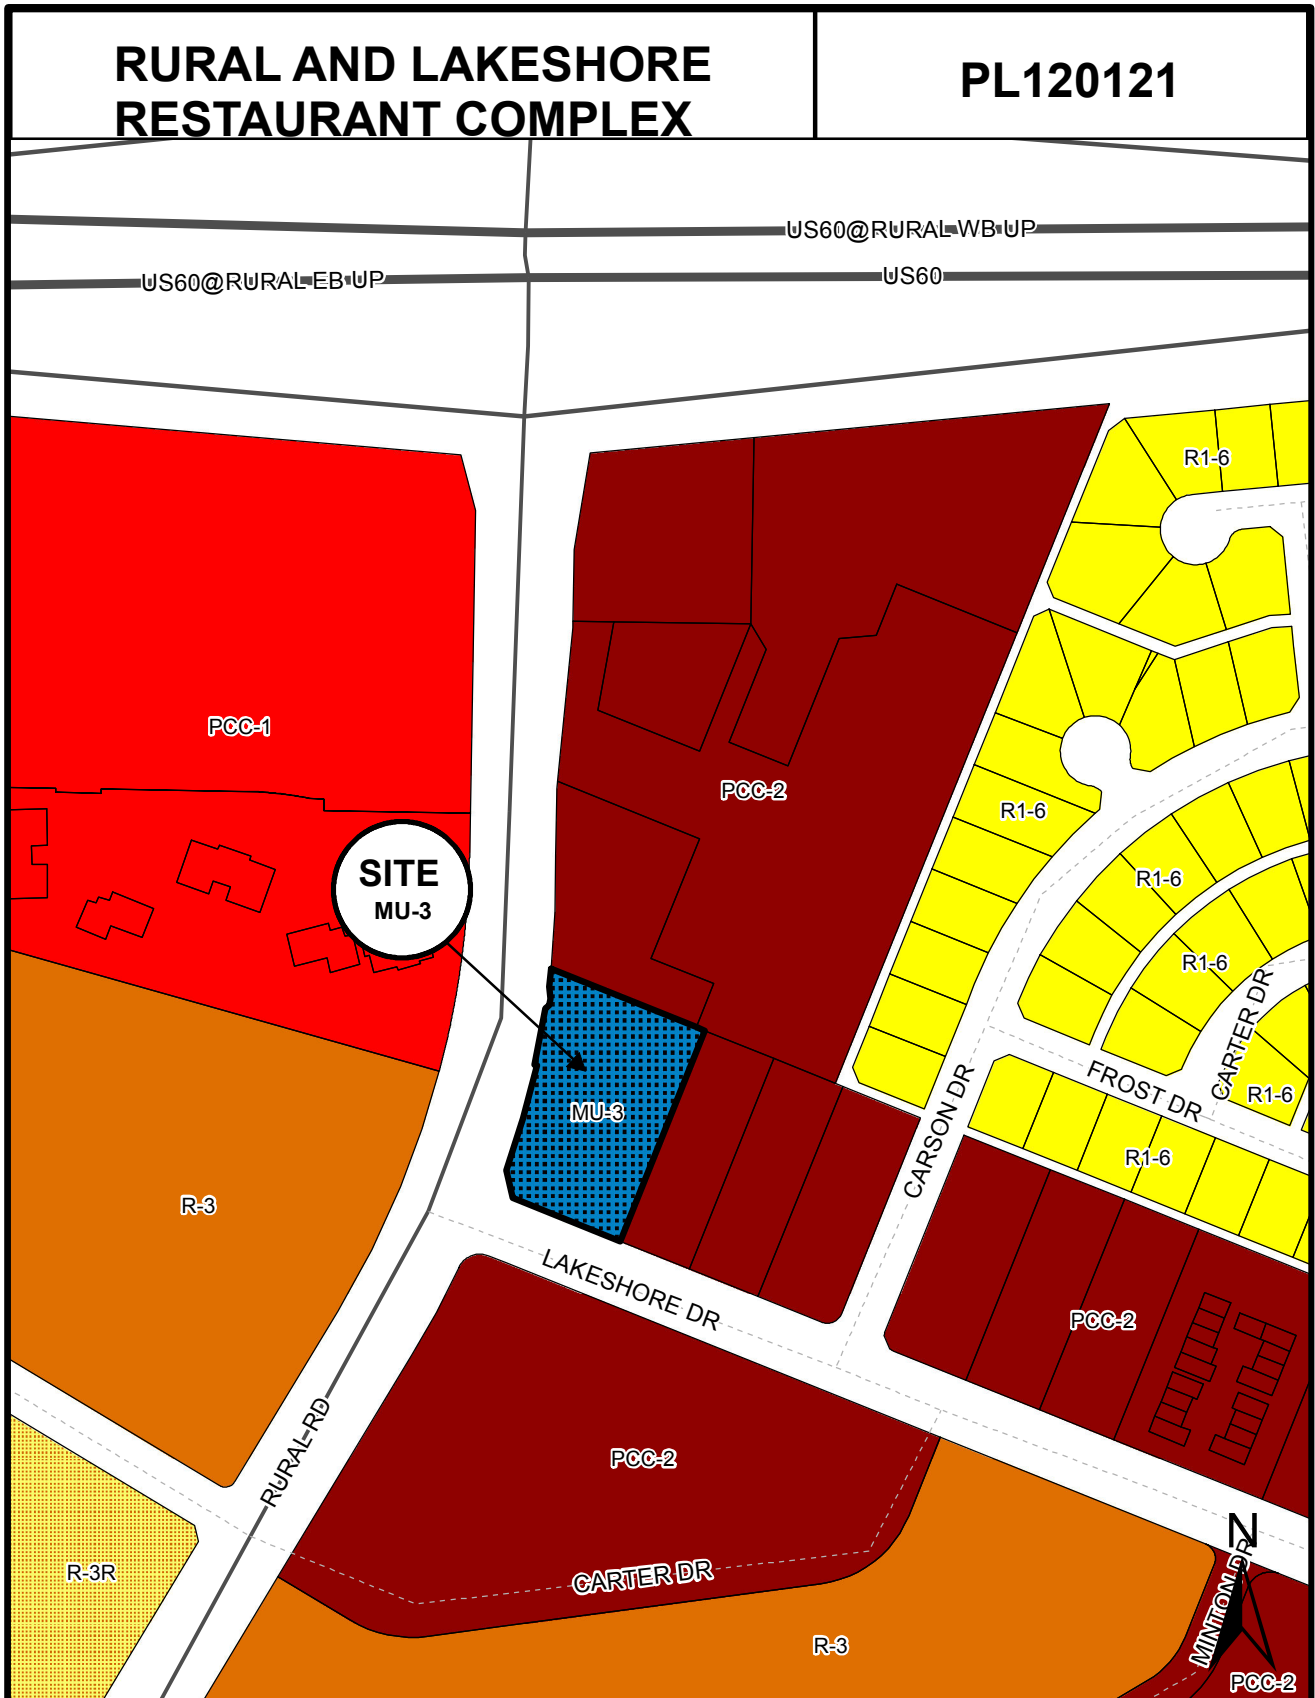 RURAL AND LAKESHORE
RESTAURANT COMPLEX
PL120121
US60@RURAL WB UP
US60@RURAL EB UP
US60
R1-6
PCC-1
PCC-2
R1-6
SITE
MU-3
R1-6
R1-6
CARTER DR
FROST DR
R1-6
CARSON DR
MU-3
R1-6
R-3
LAKESHORE DR
PCC-2
RURAL RD
PCC-2
N
R-3R
CARTER DR
MINTON DR
R-3
PCC-2